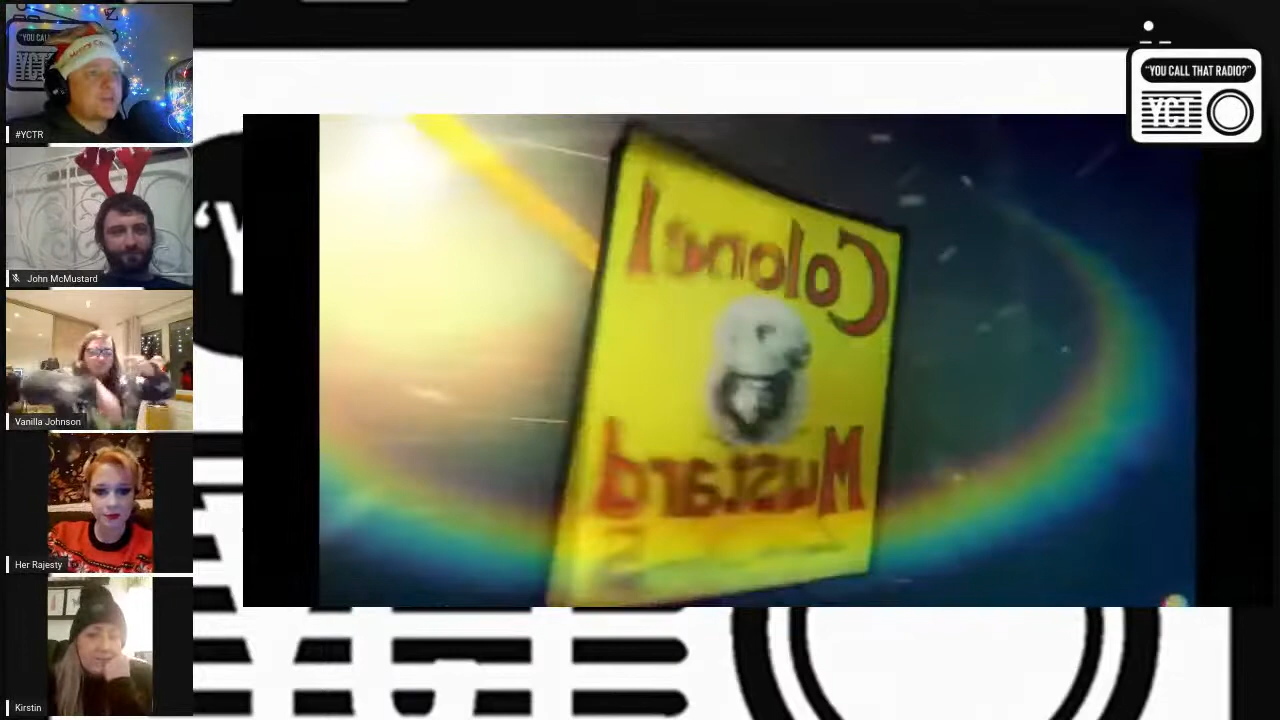 "YOU CALL THAT RADIO?"
YCT
#YCTR
John McMustard
Vanilla Johnson
Her Rajesty
Kirstin
Colonel
Mustard